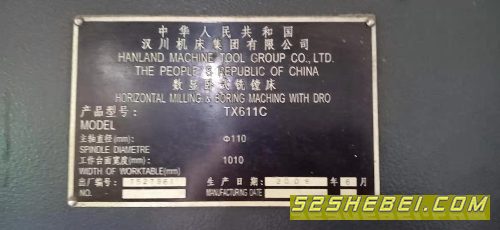 中华人民共和国
汉川机床集团有限公司
HANLAND MACHINE TOOL GROUP CO.,LTD.
THE PEOPLE'S REPUBLIC OF CHINA
数显卧式铣镗床
HORIZONTAL MILLING & BORING MACHING WITH DRO
产品型号: TX611C
MODEL
主轴直径(mm): Φ110
SPINDLE DIAMETRE
工作台面宽度(mm): 1010
WIDTH OF WORKTABLE(mm):
出厂编号: 生产日期: 年 6 月
NO. MANUFACTURING DATE
52SHEBEI.COM